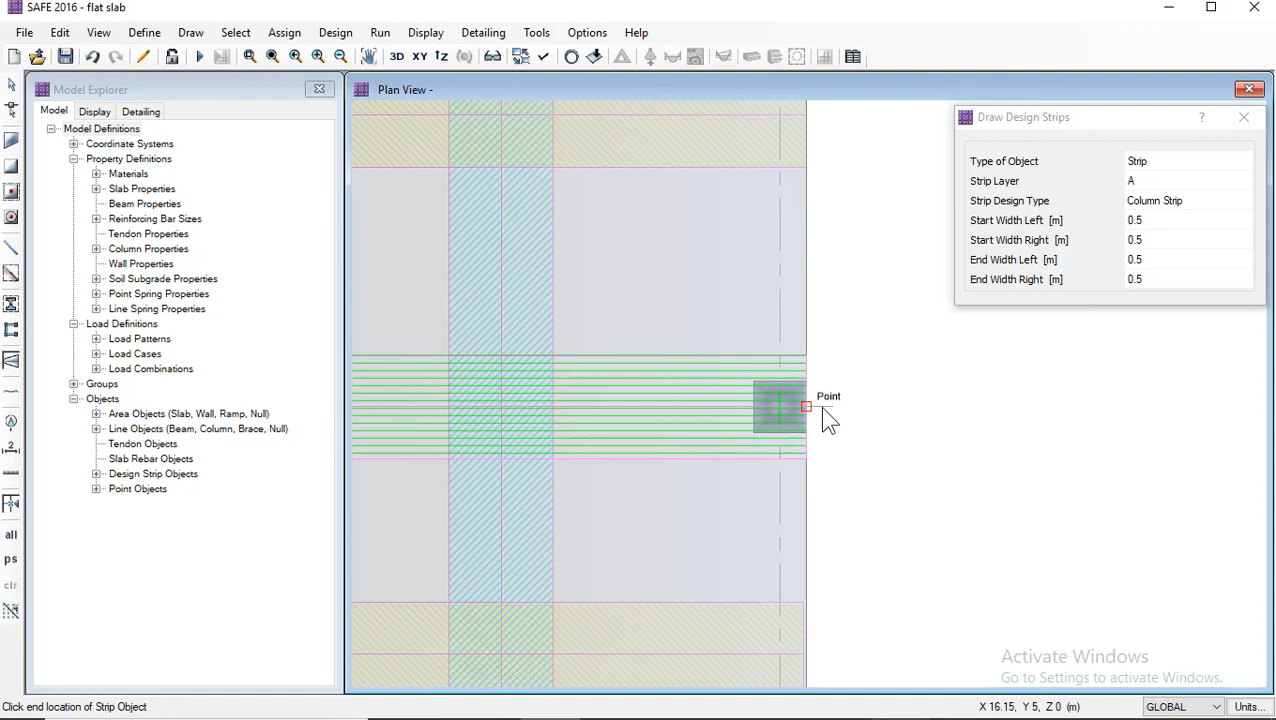 SAFE 2016 - flat slab
File Edit View Define Draw Select Assign Design Run Display Detailing Tools Options Help
3D XY
Model Explorer
Model Display Detailing
Model Definitions
Coordinate Systems
Property Definitions
Materials
Slab Properties
Beam Properties
Reinforcing Bar Sizes
Tendon Properties
Column Properties
Wall Properties
Soil Subgrade Properties
Point Spring Properties
Line Spring Properties
Load Definitions
Load Patterns
Load Cases
Load Combinations
Groups
Objects
Area Objects (Slab, Wall, Ramp, Null)
Line Objects (Beam, Column, Brace, Null)
Tendon Objects
Slab Rebar Objects
Design Strip Objects
Point Objects
all
ps
clr
Plan View -
Point
Draw Design Strips ?
Type of Object Strip
Strip Layer A
Strip Design Type Column Strip
Start Width Left [m] 0.5
Start Width Right [m] 0.5
End Width Left [m] 0.5
End Width Right [m] 0.5
Activate Windows
Go to Settings to activate Windows.
Click end location of Strip Object X 16.15, Y 5, Z 0 (m) GLOBAL Units...